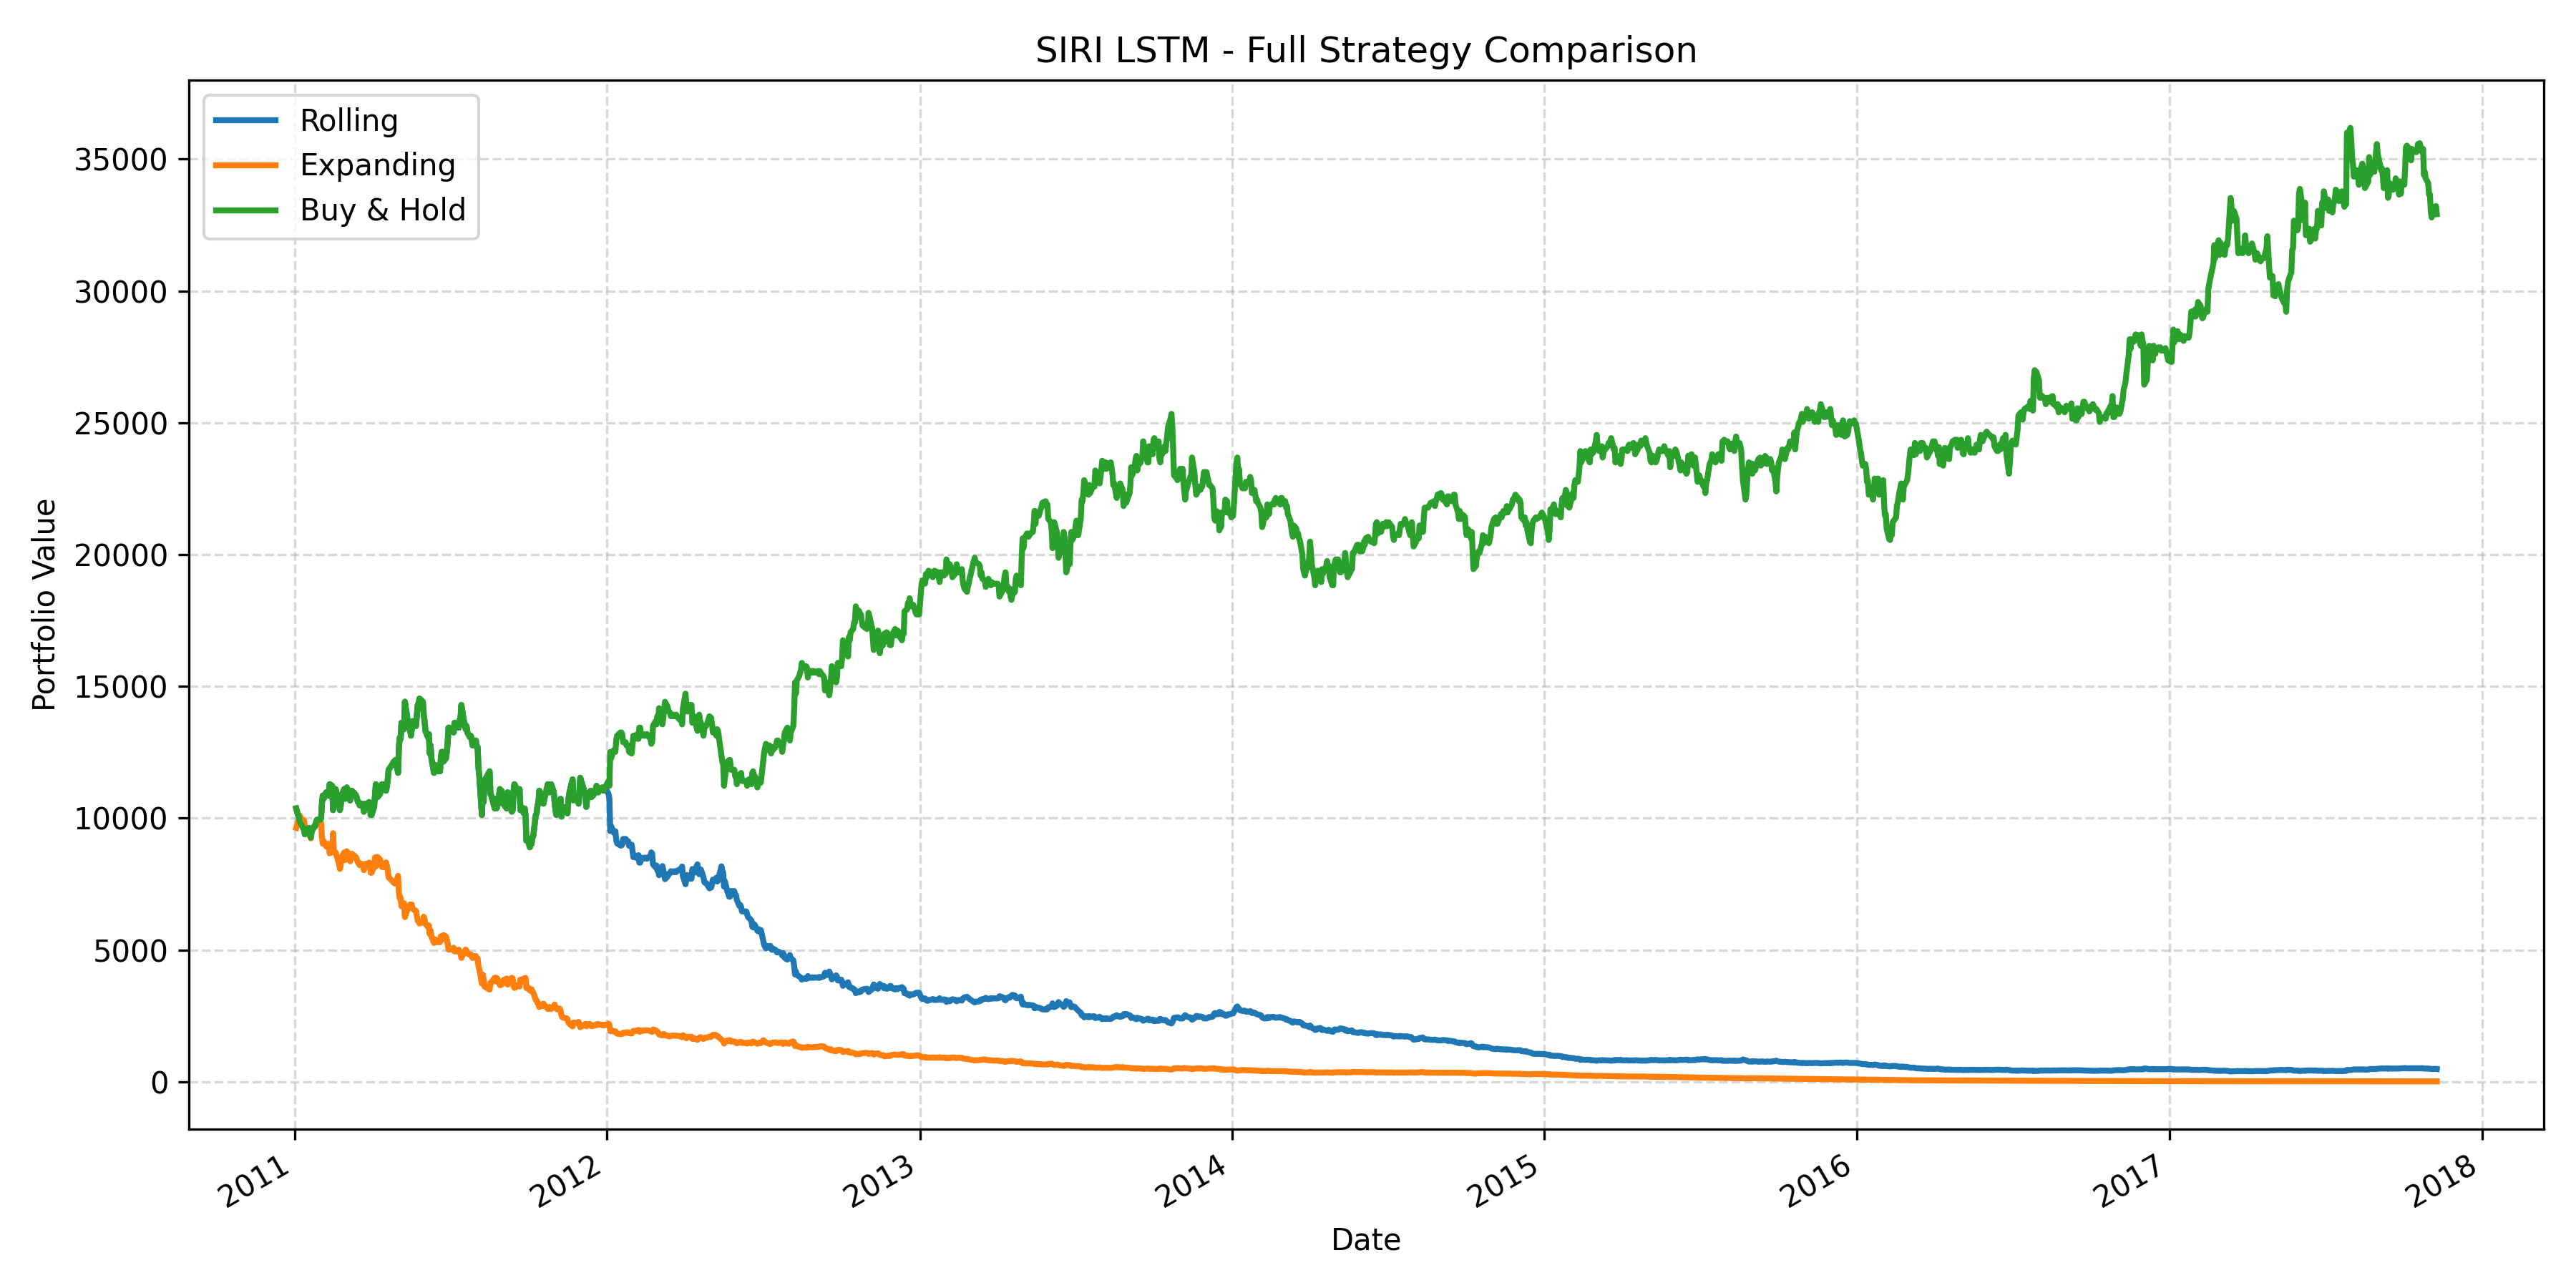 SIRI LSTM - Full Strategy Comparison
Rolling
Expanding
Buy & Hold
Portfolio Value
35000
30000
25000
20000
15000
10000
5000
0
2011
2012
2013
2014
2015
2016
2017
2018
Date